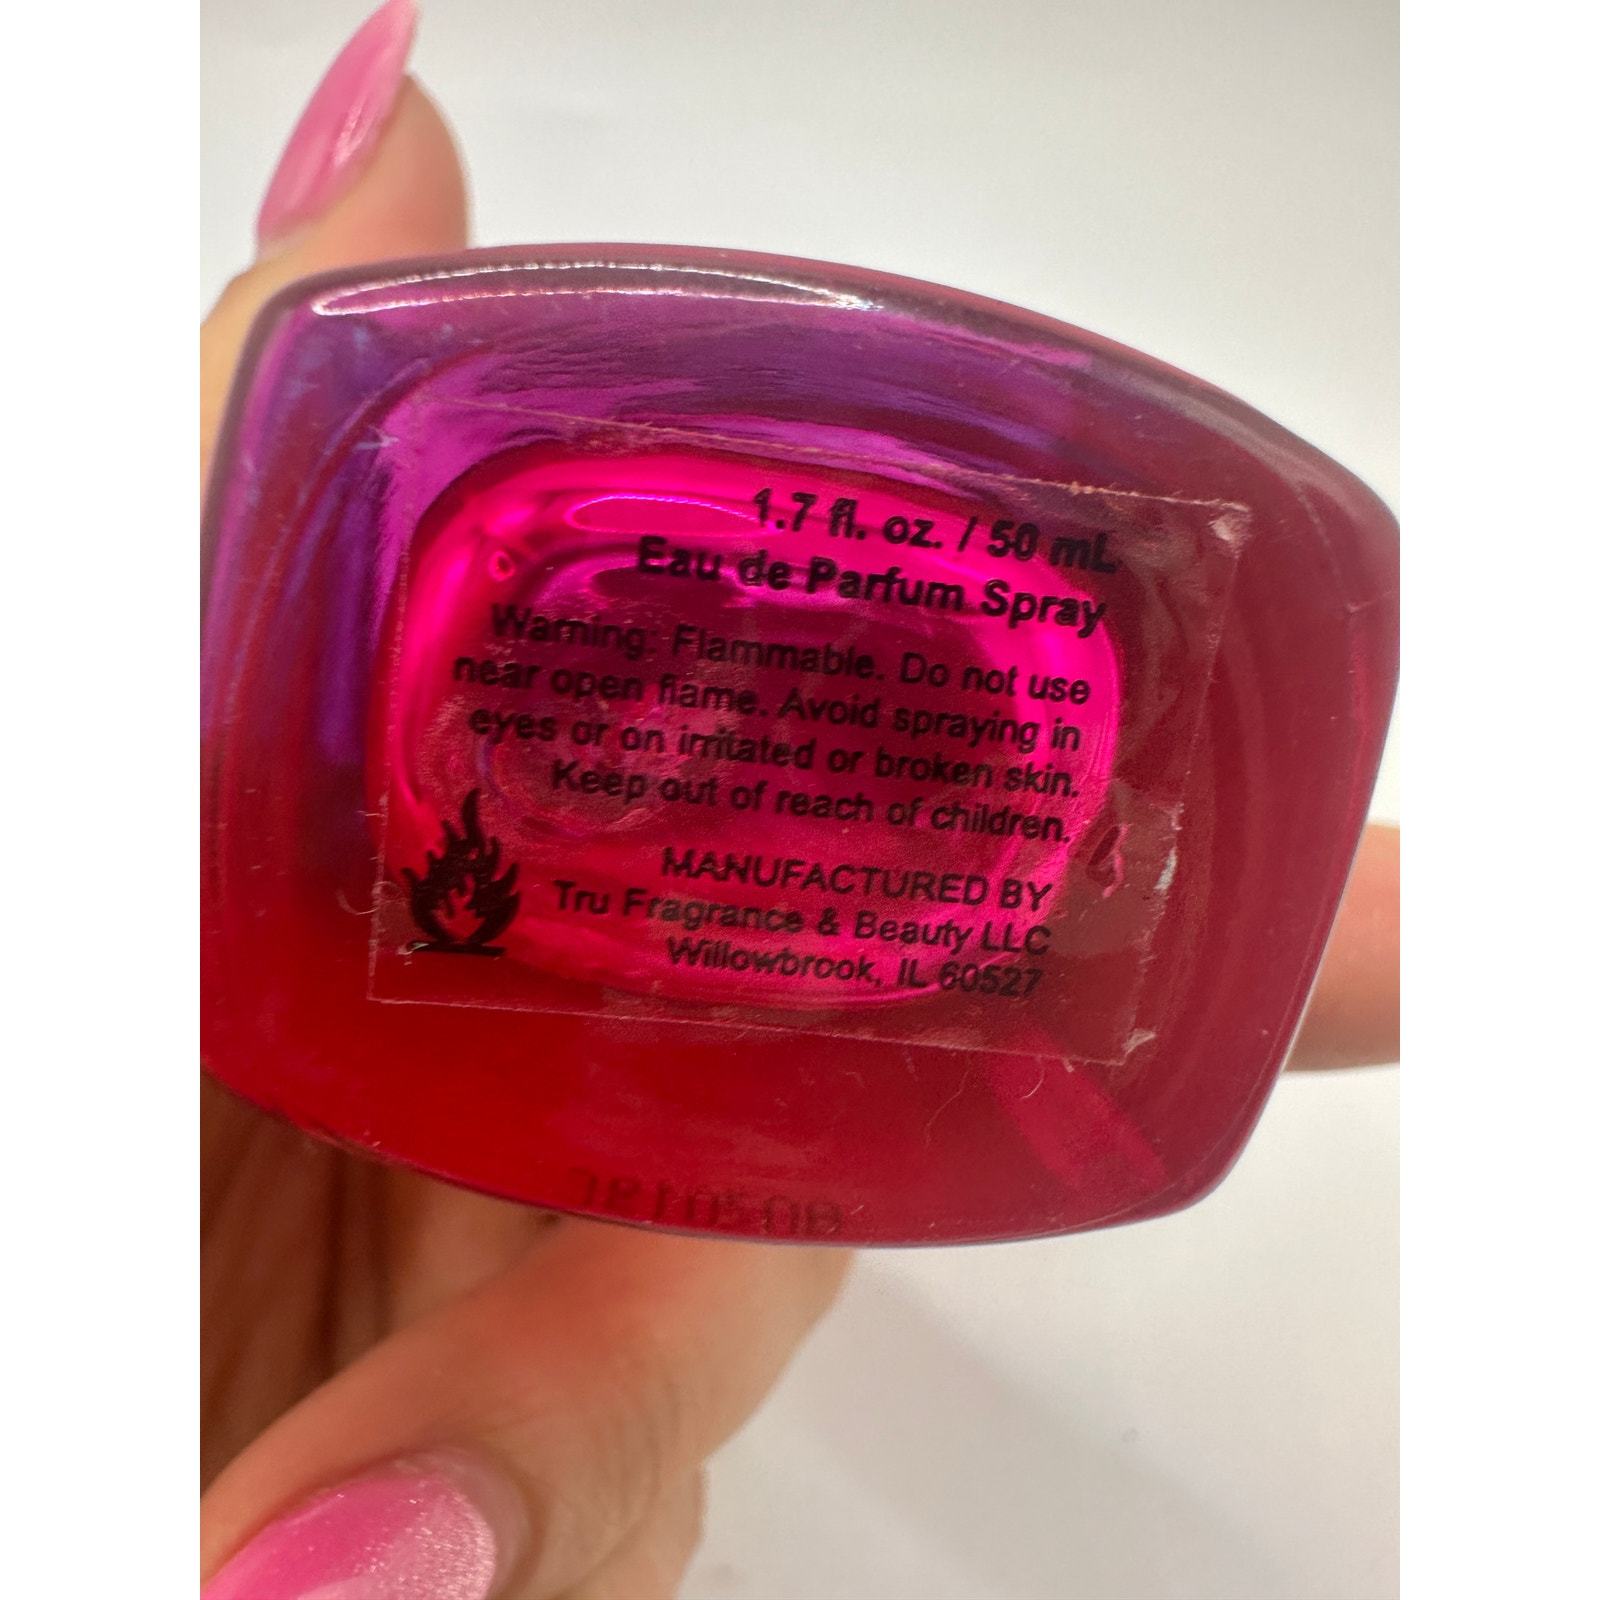 1.7 fl. oz. / 50 mL
Eau de Parfum Spray
Warning: Flammable. Do not use
near open flame. Avoid spraying in
eyes or on irritated or broken skin.
Keep out of reach of children.
MANUFACTURED BY
Tru Fragrance & Beauty LLC
Willowbrook, IL 60527